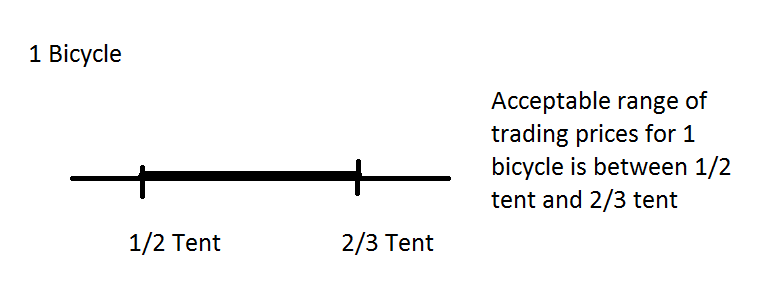 1 Bicycle
Acceptable range of
trading prices for 1
bicycle is between 1/2
tent and 2/3 tent
1/2 Tent
2/3 Tent